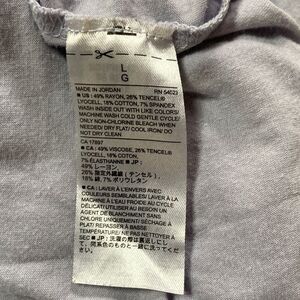 L
G
MADE IN JORDAN RN 54023
■ US: 49% RAYON, 26% TENCEL®
LYOCELL, 18% COTTON, 7% SPANDEX
WASH INSIDE OUT WITH LIKE COLORS/
MACHINE WASH COLD GENTLE CYCLE/
ONLY NON-CHLORINE BLEACH WHEN
NEEDED/ DRY FLAT/ COOL IRON/ DO
NOT DRY CLEAN
CA 17897
■ CA: 49% VISCOSE, 26% TENCEL®
LYOCELL, 18% COTON,
7% ÉLASTHANNE ■ JP:
49% レーヨン
26% 指定外繊維 (テンセル),
18% 綿, 7% ポリウレタン
■ CA: LAVER À L'ENVERS AVEC
COULEURS SIMILAIRES/ LAVER À LA
MACHINE À L'EAU FROIDE AU CYCLE
DÉLICAT/UTILISER AU BESOIN UN
AGENT DE BLANCHIMENT SANS
CHLORE UNIQUEMENT/ SÉCHAGE À
PLAT/ REPASSER À BASSE
TEMPÉRATURE/ NE PAS NETTOYER À
SEC ■ JP: 洗濯の際は裏返しにし
て、同系色のものと一緒に洗ってください。